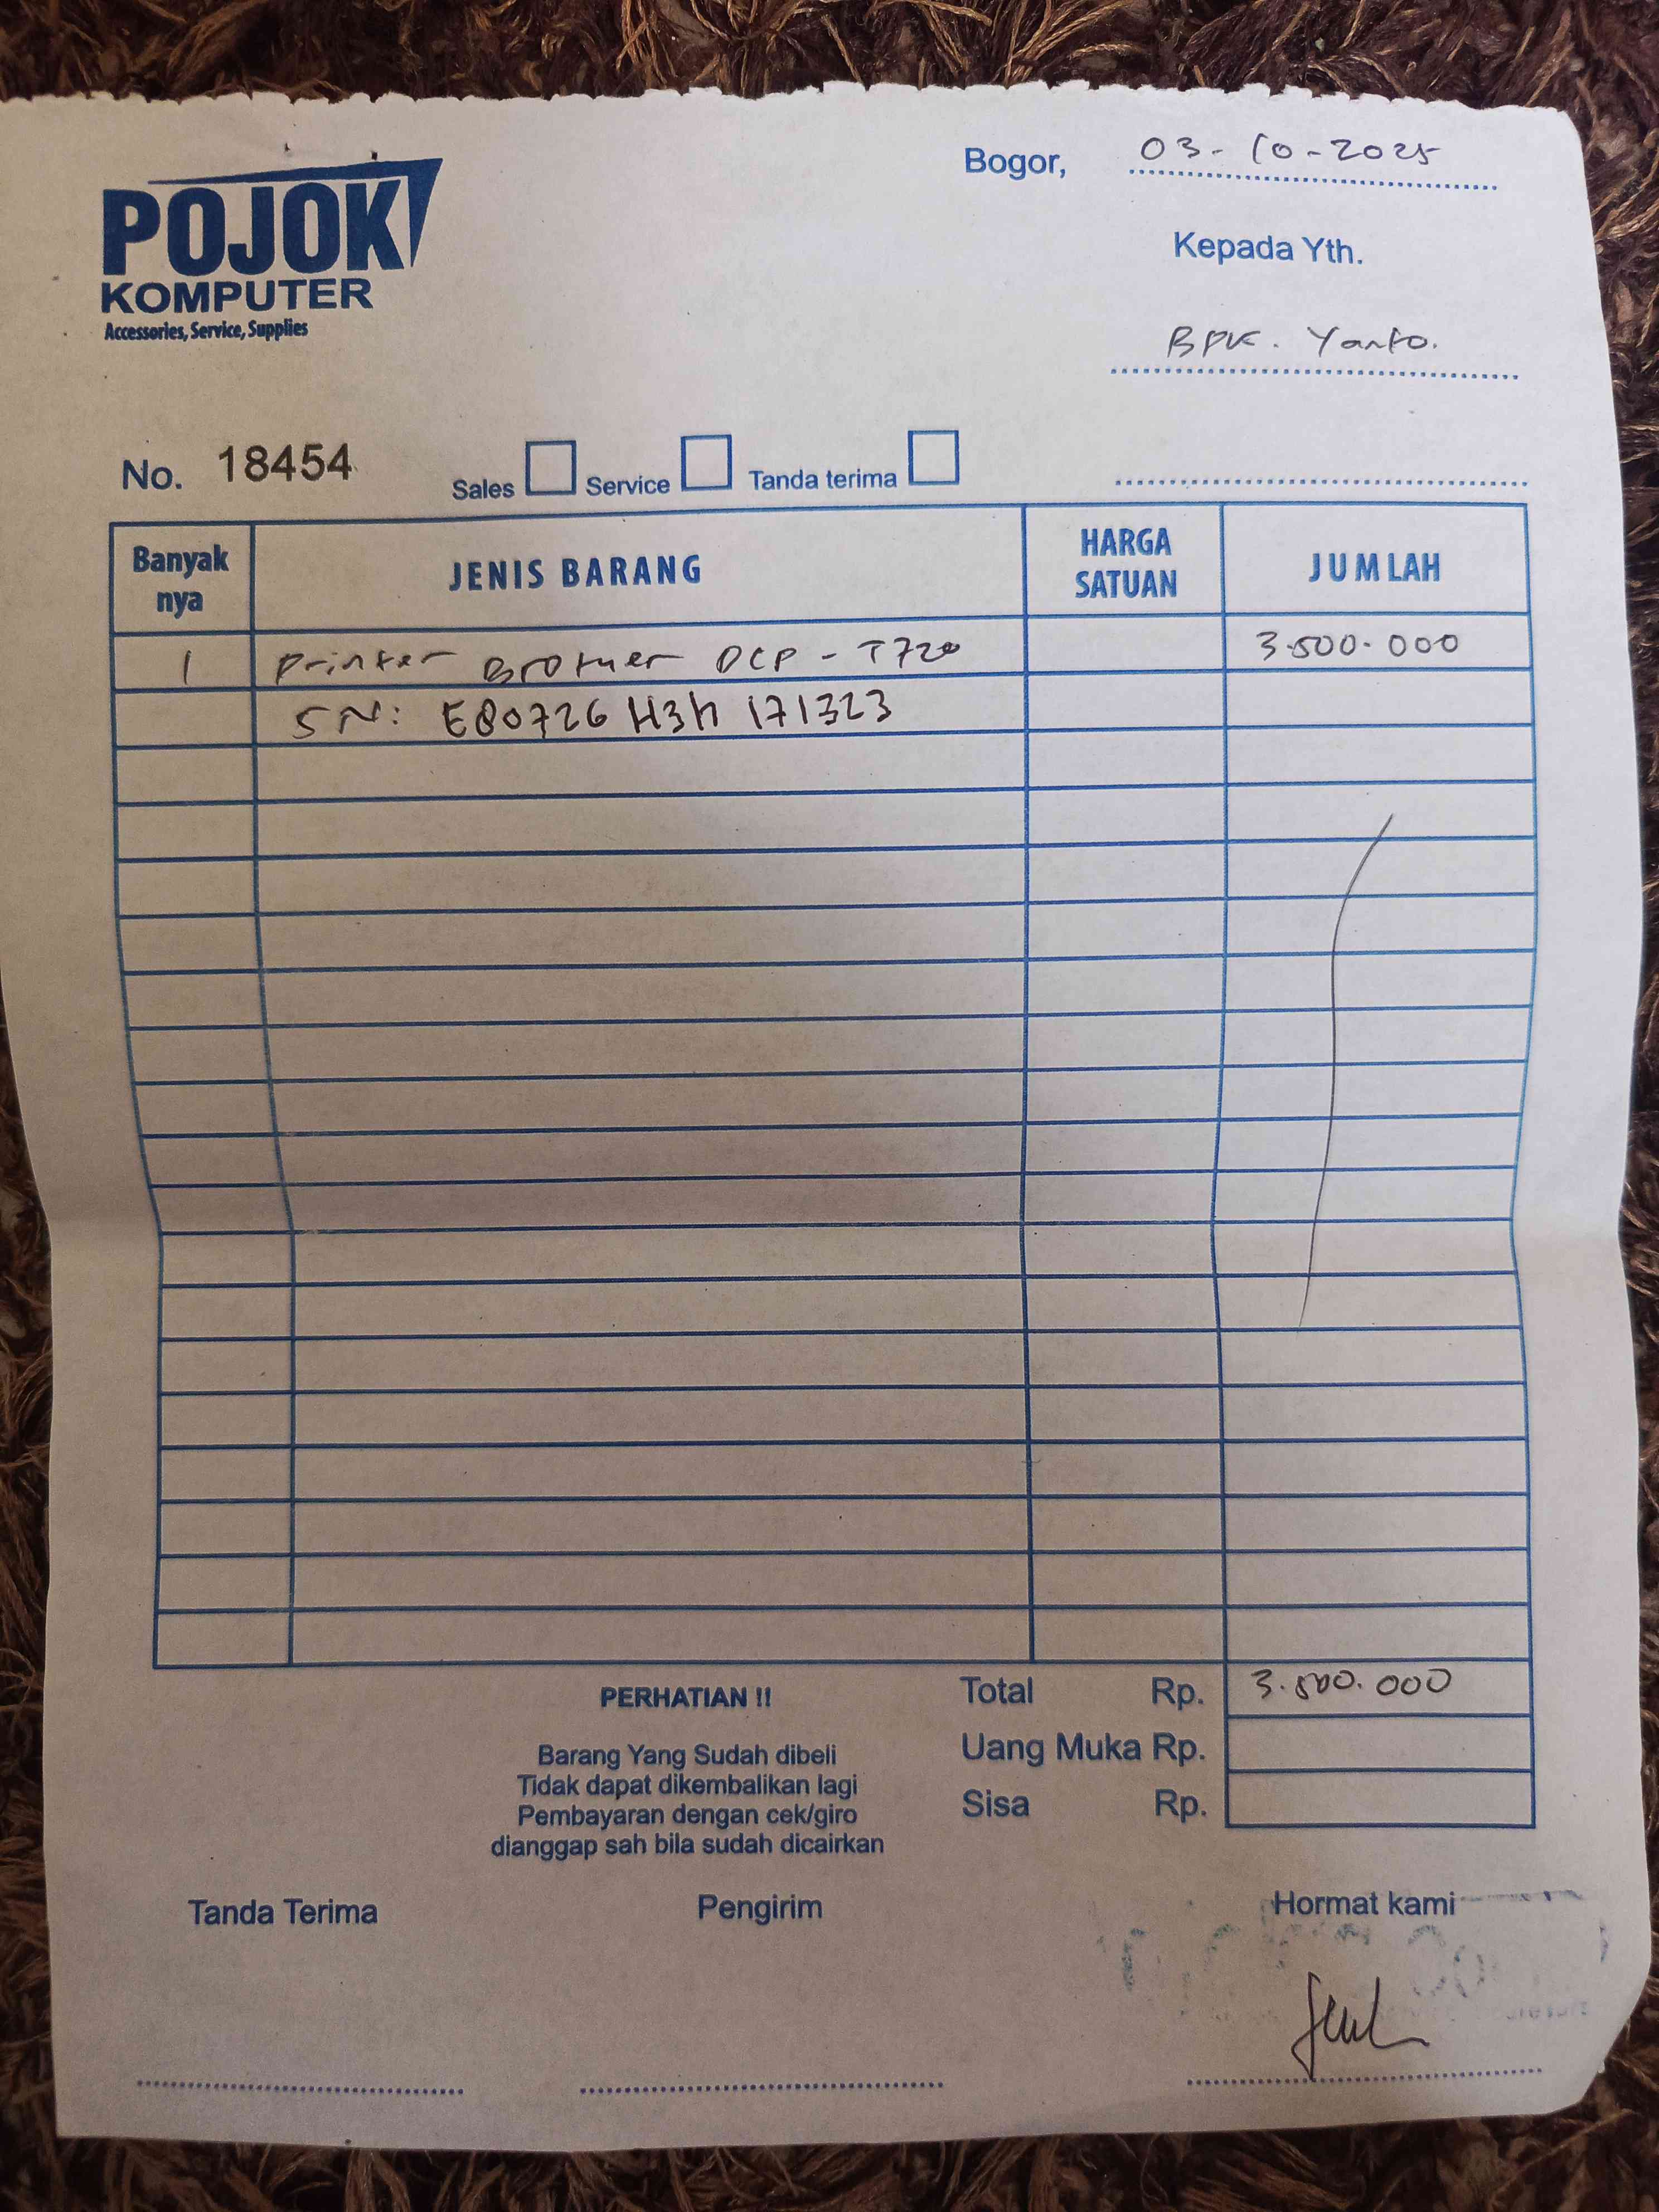 POJOK
KOMPUTER
Accessories, Service, Supplies
Bogor, 03-10-2025
Kepada Yth.
BPK. Yanto.
No. 18454
Sales Service Tanda terima
Banyak nya JENIS BARANG HARGA SATUAN JUMLAH
1 Printer Brother DCP - T720 3.500.000
SN: E80726 H3H 171323
Total Rp. 3.500.000
Uang Muka Rp.
Sisa Rp.
PERHATIAN !!
Barang Yang Sudah dibeli
Tidak dapat dikembalikan lagi
Pembayaran dengan cek/giro
dianggap sah bila sudah dicairkan
Tanda Terima Pengirim Hormat kami